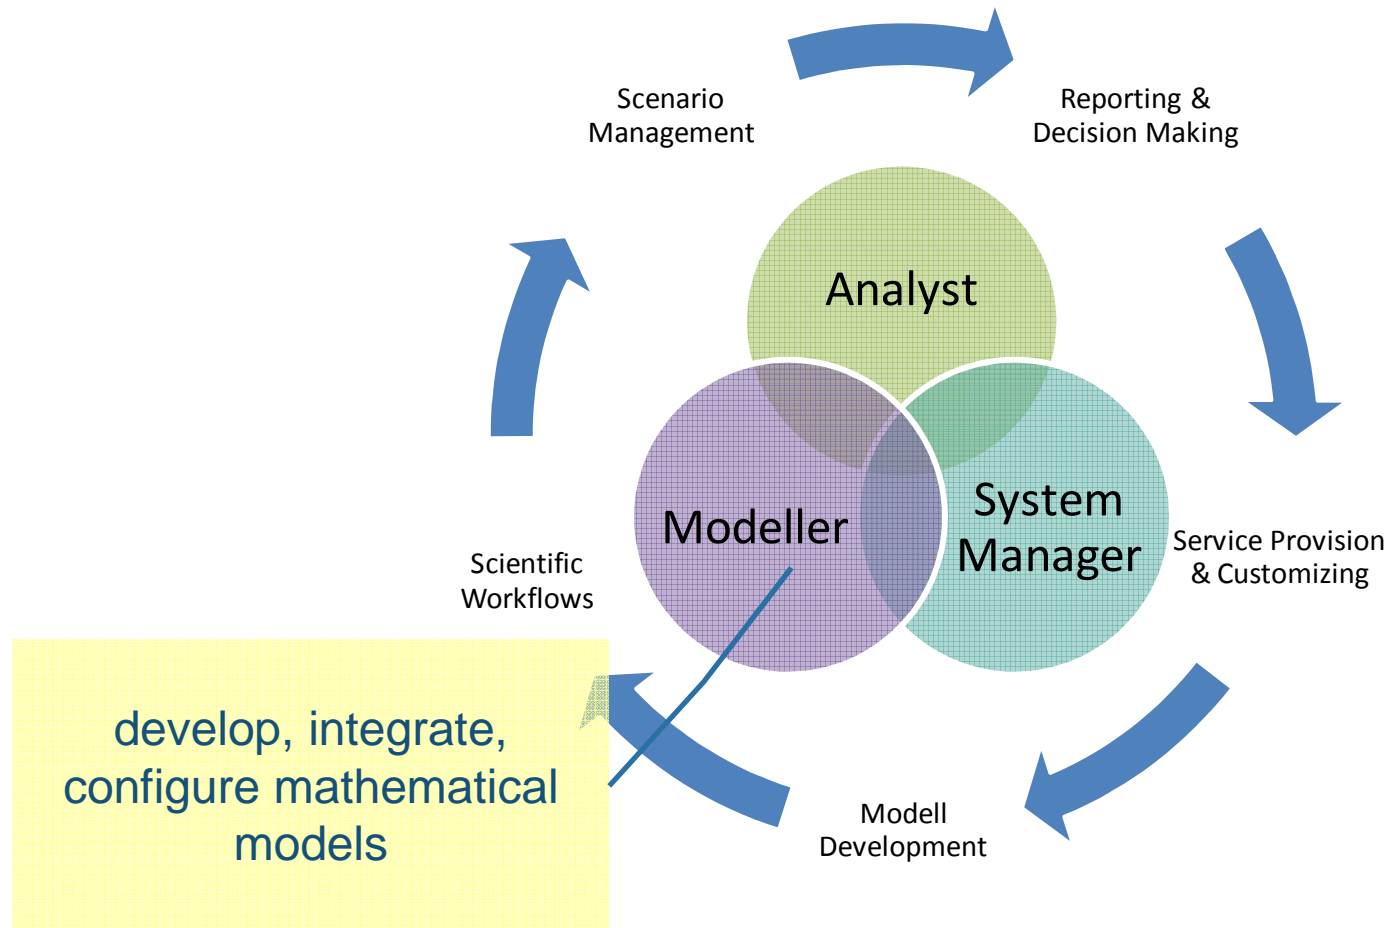 Scenario
Management
Reporting &
Decision Making
Analyst
Modeller
System
Manager
Service Provision
& Customizing
Scientific
Workflows
develop, integrate,
configure mathematical
models
Modell
Development